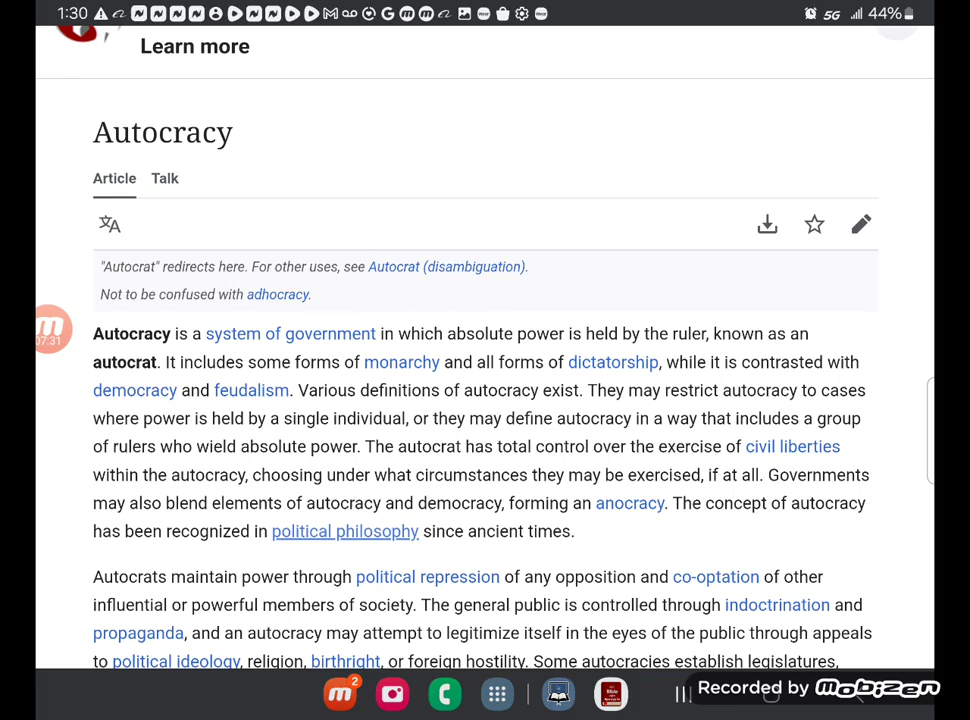 1:30 5G 44%
Learn more
Autocracy
Article Talk
"Autocrat" redirects here. For other uses, see Autocrat (disambiguation).
Not to be confused with adhocracy.
07:31
Autocracy is a system of government in which absolute power is held by the ruler, known as an
autocrat. It includes some forms of monarchy and all forms of dictatorship, while it is contrasted with
democracy and feudalism. Various definitions of autocracy exist. They may restrict autocracy to cases
where power is held by a single individual, or they may define autocracy in a way that includes a group
of rulers who wield absolute power. The autocrat has total control over the exercise of civil liberties
within the autocracy, choosing under what circumstances they may be exercised, if at all. Governments
may also blend elements of autocracy and democracy, forming an anocracy. The concept of autocracy
has been recognized in political philosophy since ancient times.
Autocrats maintain power through political repression of any opposition and co-optation of other
influential or powerful members of society. The general public is controlled through indoctrination and
propaganda, and an autocracy may attempt to legitimize itself in the eyes of the public through appeals
to political ideology, religion, birthright, or foreign hostility. Some autocracies establish legislatures,
2
Bible
Recorded by mobizen